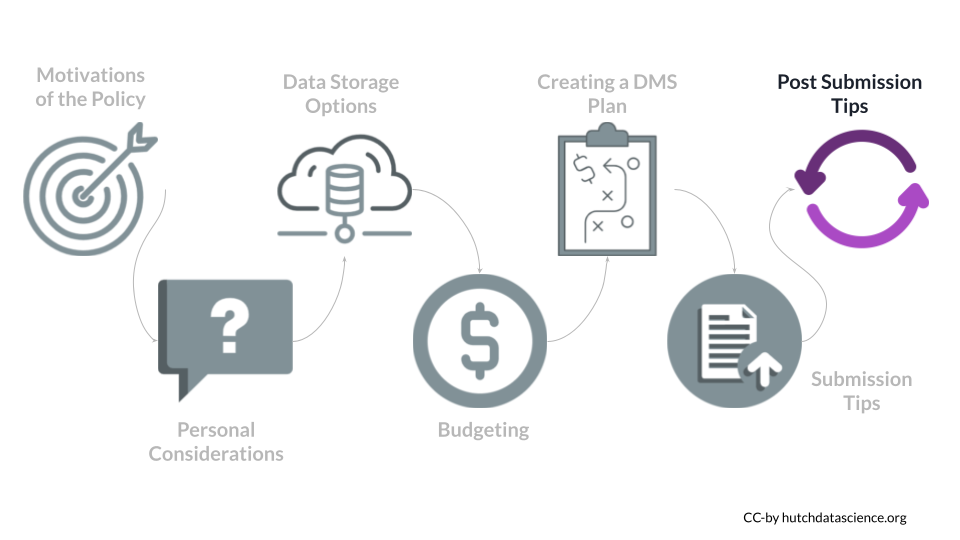 Motivations
of the Policy
Personal
Considerations
Data Storage
Options
Budgeting
Creating a DMS
Plan
Submission
Tips
Post Submission
Tips
CC-by hutchdatascience.org